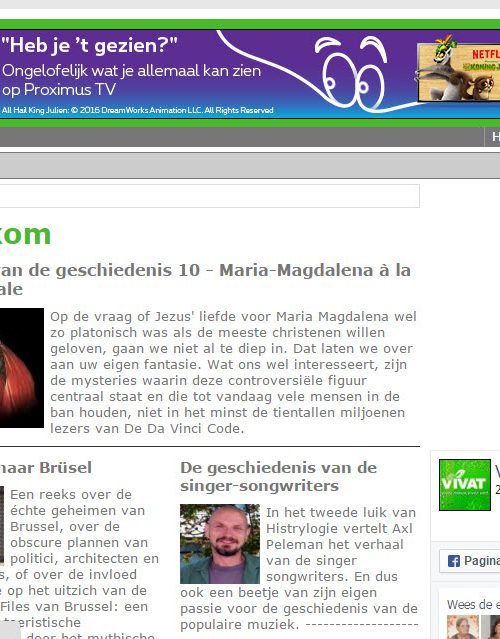 "Heb je 't gezien?"
Ongelofelijk wat je allemaal kan zien
op Proximus TV
All Hail King Julien: © 2016 DreamWorks Animation LLC. All Rights Reserved
NETFL
KONING J
H
kom
van de geschiedenis 10 - Maria-Magdalena à la
ale
Op de vraag of Jezus' liefde voor Maria Magdalena wel
zo platonisch was als de meeste christenen willen
geloven, gaan we niet al te diep in. Dat laten we over
aan uw eigen fantasie. Wat ons wel interesseert, zijn
de mysteries waarin deze controversiële figuur
centraal staat en die tot vandaag vele mensen in de
ban houden, niet in het minst de tientallen miljoenen
lezers van De Da Vinci Code.
naar Brüsel
Een reeks over de
échte geheimen van
Brussel, over de
obscure plannen van
politici, architecten en
s, of over de invloed
e op het uitzich van de
Files van Brussel: een
toeristische
door het mythische
De geschiedenis van de
singer-songwriters
In het tweede luik van
Histrylogie vertelt Axl
Peleman het verhaal
van de singer
songwriters. En dus
ook een beetje van zijn eigen
passie voor de geschiedenis van de
populaire muziek. -------------------
VIVAT
V
2
Pagina
Wees de